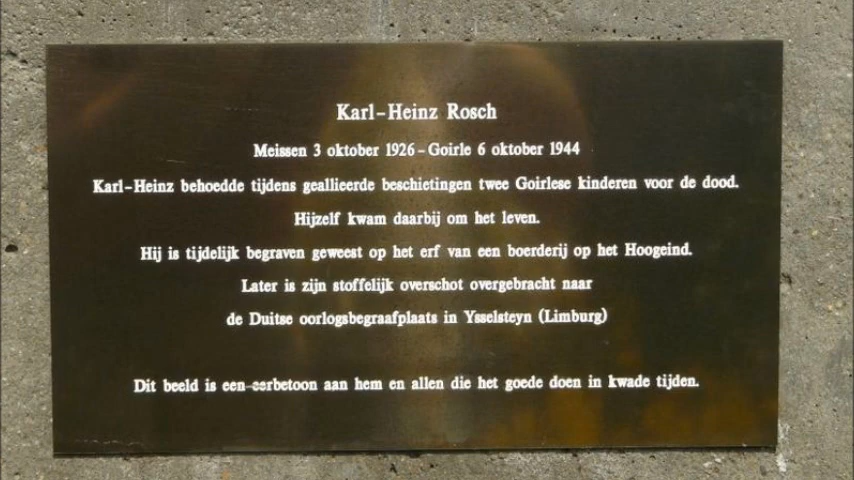 Karl-Heinz Rosch
Meissen 3 oktober 1926 - Goirle 6 oktober 1944
Karl-Heinz behoedde tijdens geallieerde beschietingen twee Goirlese kinderen voor de dood.
Hijzelf kwam daarbij om het leven.
Hij is tijdelijk begraven geweest op het erf van een boerderij op het Hoogeind.
Later is zijn stoffelijk overschot overgebracht naar
de Duitse oorlogsbegraafplaats in Ysselsteyn (Limburg)
Dit beeld is een eerbetoon aan hem en allen die het goede doen in kwade tijden.